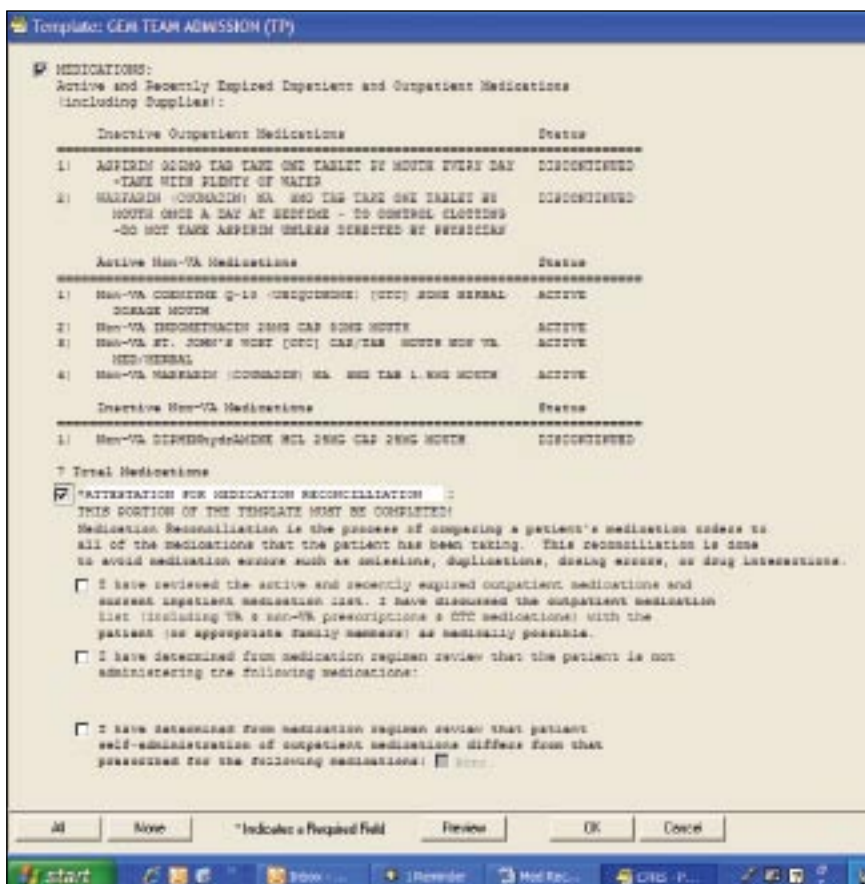 Template: GEM TEAM ADMISSION (TP)
MEDICATIONS:
Active and Recently Expired Inpatient and Outpatient Medications
(including Supplies):
Inactive Outpatient Medications Status
1) ASPIRIN 325MG TAB TAKE ONE TABLET BY MOUTH EVERY DAY DISCONTINUED
-TAKE WITH PLENTY OF WATER
2) WARFARIN (COUMADIN) NA TAB TAKE ONE TABLET BY DISCONTINUED
MOUTH ONCE A DAY AT BEDTIME - TO CONTROL CLOTTING
-DO NOT TAKE ASPIRIN UNLESS DIRECTED BY PHYSICIAN
Active Non-VA Medications Status
1) Non-VA COENZYME Q-10 (UBIQUINONE) [OTC] HERBAL ACTIVE
DOSAGE MOUTH
2) Non-VA INDOMETHACIN 25MG CAP 50MG MOUTH ACTIVE
3) Non-VA ST. JOHN'S WORT [OTC] CAP/TAB MOUTH NON VA ACTIVE
MED/HERBAL
4) Non-VA WARFARIN (COUMADIN) NA TAB MOUTH ACTIVE
Inactive Non-VA Medications Status
1) Non-VA DIPHENhydrAMINE HCL 25MG CAP 25MG MOUTH DISCONTINUED
7 Total Medications
*ATTESTATION FOR MEDICATION RECONCILLIATION :
THIS PORTION OF THE TEMPLATE MUST BE COMPLETED!
Medication Reconciliation is the process of comparing a patient's medication orders to
all of the medications that the patient has been taking. This reconciliation is done
to avoid medication errors such as omissions, duplications, dosing errors, or drug interactions.
I have reviewed the active and recently expired outpatient medications and
current inpatient medication list. I have discussed the outpatient medication
list (including VA & non-VA prescriptions & OTC medications) with the
patient (or appropriate family members) as medically possible.
I have determined from medication regimen review that the patient is not
administering the following medications:
I have determined from medication regimen review that patient
self-administration of outpatient medications differs from that
prescribed for the following medications:
All None * Indicates a Required Field Preview OK Cancel
start Inbox - ... 1 Reminder Med Rec...